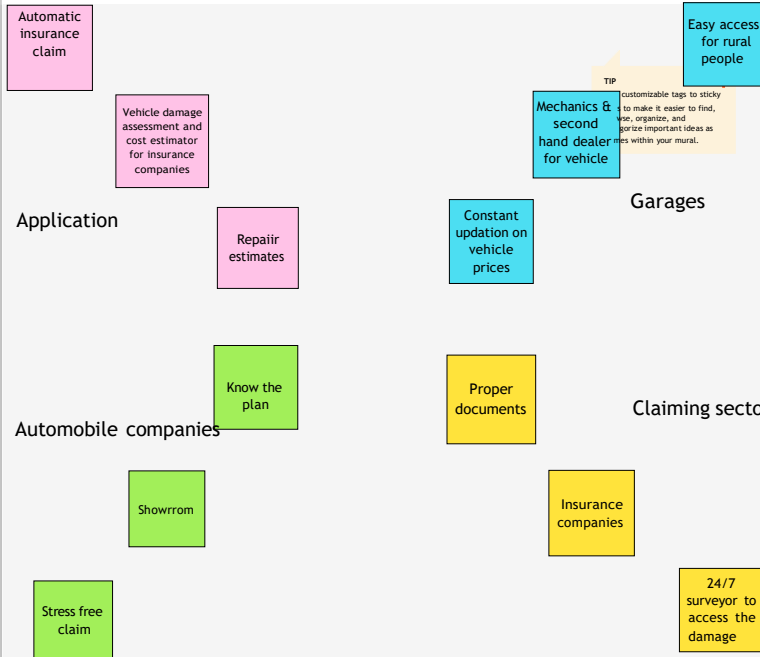 Automatic
insurance
claim
Vehicle damage
assessment and
cost estimator
for insurance
companies
Application
Repaiir
estimates
Easy access
for rural
people
TIP
customizable tags to sticky
to make it easier to find,
organize, and
important ideas as
within your mural.
Mechanics &
second
hand dealer
for vehicle
Garages
Constant
updation on
vehicle
prices
Know the
plan
Automobile companies
Showrrom
Stress free
claim
Proper
documents
Claiming secto
Insurance
companies
24/7
surveyor to
access the
damage